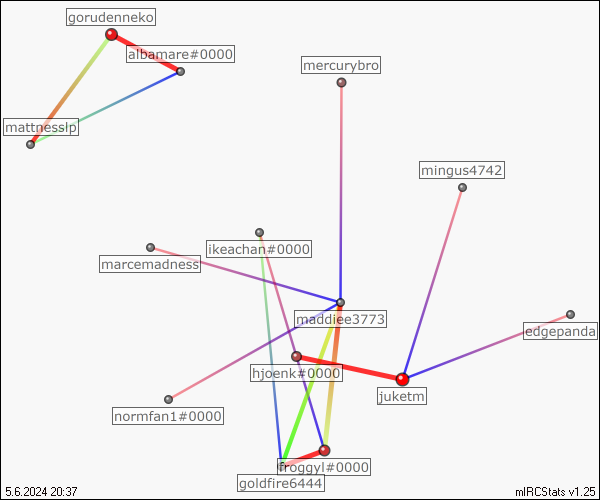 gorudenneko
albamare#0000
mercurybro
mattnesslp
mingus4742
ikeachan#0000
marcemadness
maddiee3773
edgepanda
hjoenk#0000
juketm
normfan1#0000
froggyl#0000
goldfire6444
5.6.2024 20:37
mIRCStats v1.25